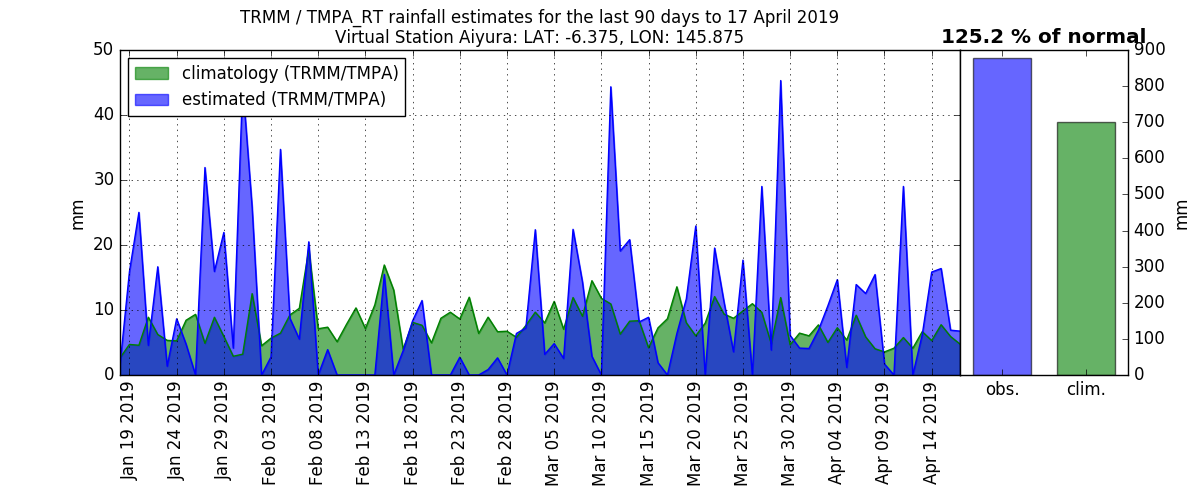 TRMM / TMPA_RT rainfall estimates for the last 90 days to 17 April 2019
Virtual Station Aiyura: LAT: -6.375, LON: 145.875
125.2 % of normal
climatology (TRMM/TMPA)
estimated (TRMM/TMPA)
50
40
30
20
10
0
mm
Jan 19 2019
Jan 24 2019
Jan 29 2019
Feb 03 2019
Feb 08 2019
Feb 13 2019
Feb 18 2019
Feb 23 2019
Feb 28 2019
Mar 05 2019
Mar 10 2019
Mar 15 2019
Mar 20 2019
Mar 25 2019
Mar 30 2019
Apr 04 2019
Apr 09 2019
Apr 14 2019
900
800
700
600
500
400
300
200
100
0
mm
obs.
clim.